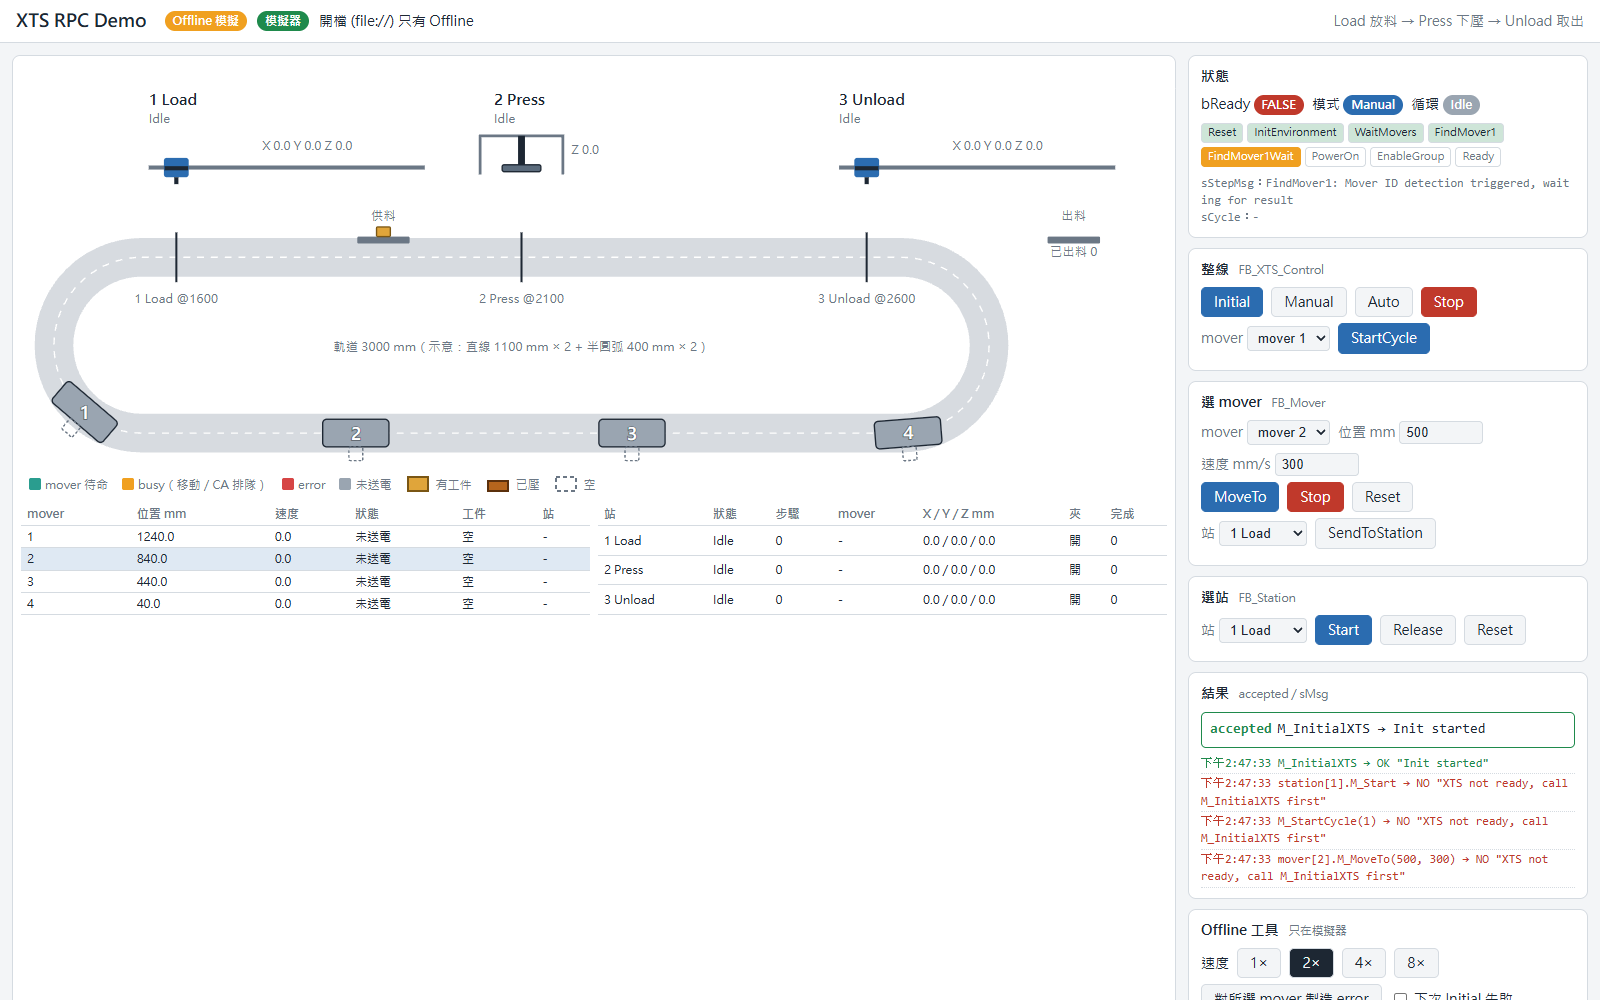 XTS RPC Demo Offline 模擬 模擬器 開檔 (file://) 只有 Offline Load 放料 → Press 下壓 → Unload 取出
1 Load 2 Press 3 Unload
Idle Idle Idle
X 0.0 Y 0.0 Z 0.0 Z 0.0 X 0.0 Y 0.0 Z 0.0
供料 出料
已出料 0
1 Load @1600 2 Press @2100 3 Unload @2600
軌道 3000 mm（示意：直線 1100 mm × 2 + 半圓弧 400 mm × 2）
1 2 3 4
mover 待命 busy（移動 / CA 排隊） error 未送電 有工件 已壓 空
mover 位置 mm 速度 狀態 工件 站
1 1240.0 0.0 未送電 空 -
2 840.0 0.0 未送電 空 -
3 440.0 0.0 未送電 空 -
4 40.0 0.0 未送電 空 -
站 狀態 步驟 mover X / Y / Z mm 夾 完成
1 Load Idle 0 - 0.0 / 0.0 / 0.0 開 0
2 Press Idle 0 - 0.0 / 0.0 / 0.0 開 0
3 Unload Idle 0 - 0.0 / 0.0 / 0.0 開 0
狀態
bReady FALSE 模式 Manual 循環 Idle
Reset InitEnvironment WaitMovers FindMover1
FindMover1Wait PowerOn EnableGroup Ready
sStepMsg：FindMover1: Mover ID detection triggered, wait
ing for result
sCycle：-
整線 FB_XTS_Control
Initial Manual Auto Stop
mover mover 1 StartCycle
選 mover FB_Mover
mover mover 2 位置 mm 500
速度 mm/s 300
MoveTo Stop Reset
站 1 Load SendToStation
選站 FB_Station
站 1 Load Start Release Reset
結果 accepted / sMsg
accepted M_InitialXTS → Init started
下午2:47:33 M_InitialXTS → OK "Init started"
下午2:47:33 station[1].M_Start → NO "XTS not ready, call
M_InitialXTS first"
下午2:47:33 M_StartCycle(1) → NO "XTS not ready, call
M_InitialXTS first"
下午2:47:33 mover[2].M_MoveTo(500, 300) → NO "XTS not
ready, call M_InitialXTS first"
Offline 工具 只在模擬器
速度 1× 2× 4× 8×
對所選 mover 製造 error 下次 Initial 失敗